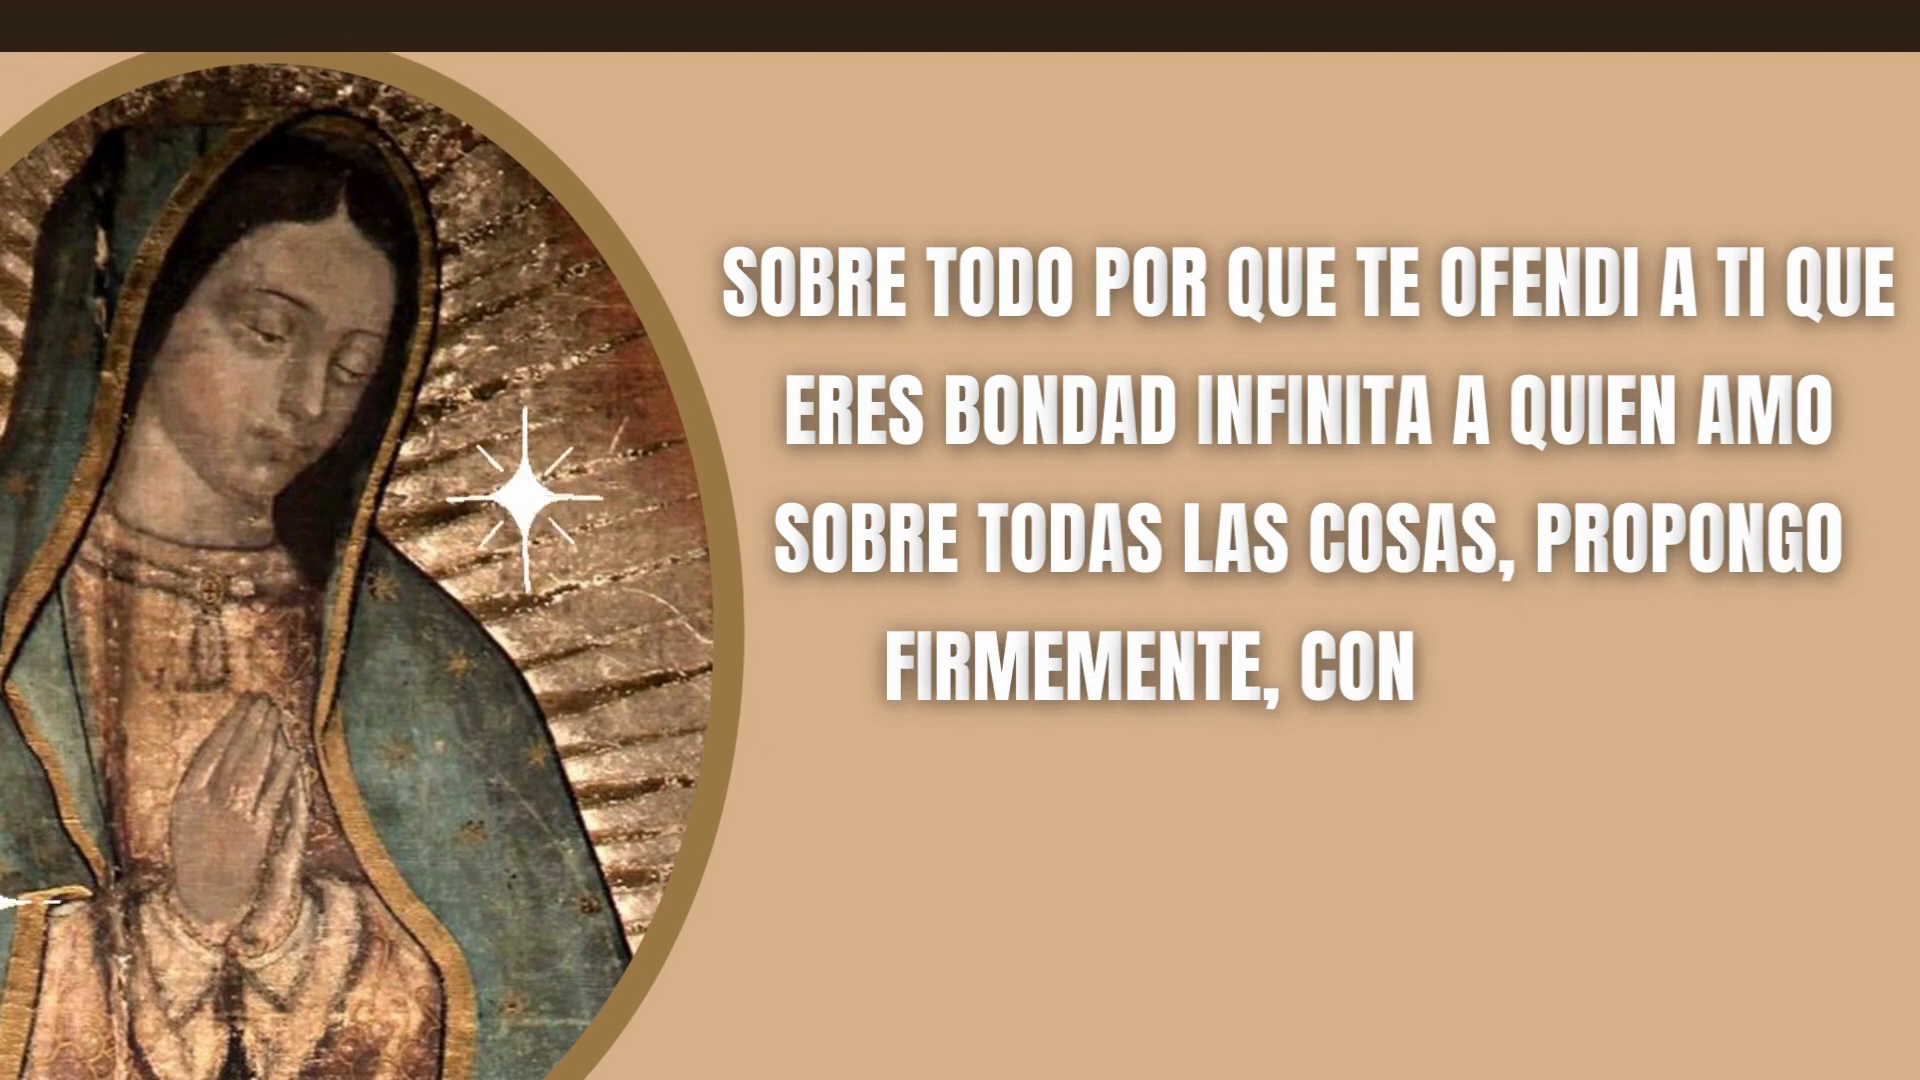 SOBRE TODO POR QUE TE OFENDI A TI QUE
ERES BONDAD INFINITA A QUIEN AMO
SOBRE TODAS LAS COSAS, PROPONGO
FIRMEMENTE, CON